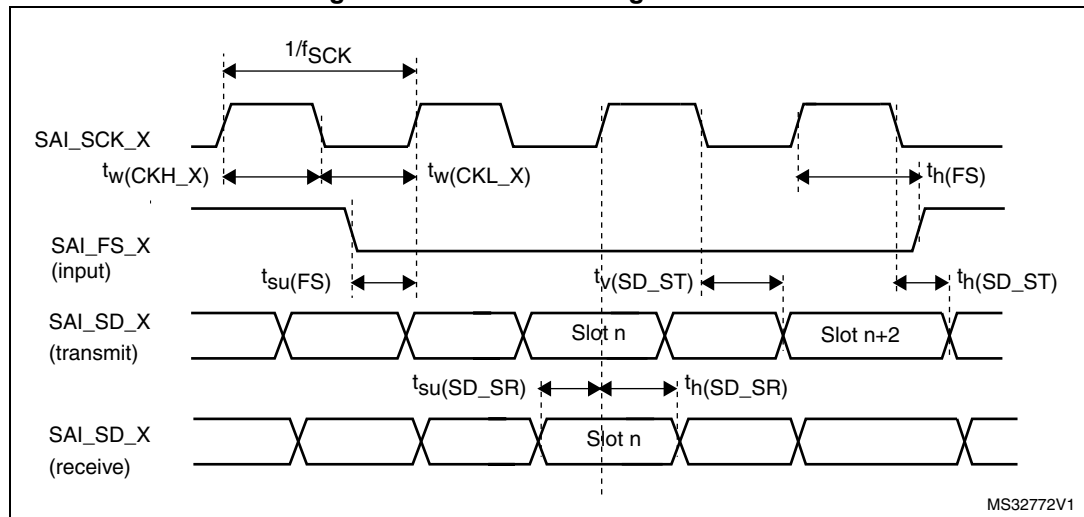 1/fSCK
SAI_SCK_X
tw(CKH_X)
tw(CKL_X)
th(FS)
SAI_FS_X
(input)
tsu(FS)
tv(SD_ST)
th(SD_ST)
SAI_SD_X
(transmit)
Slot n
Slot n+2
tsu(SD_SR)
th(SD_SR)
SAI_SD_X
(receive)
Slot n
MS32772V1